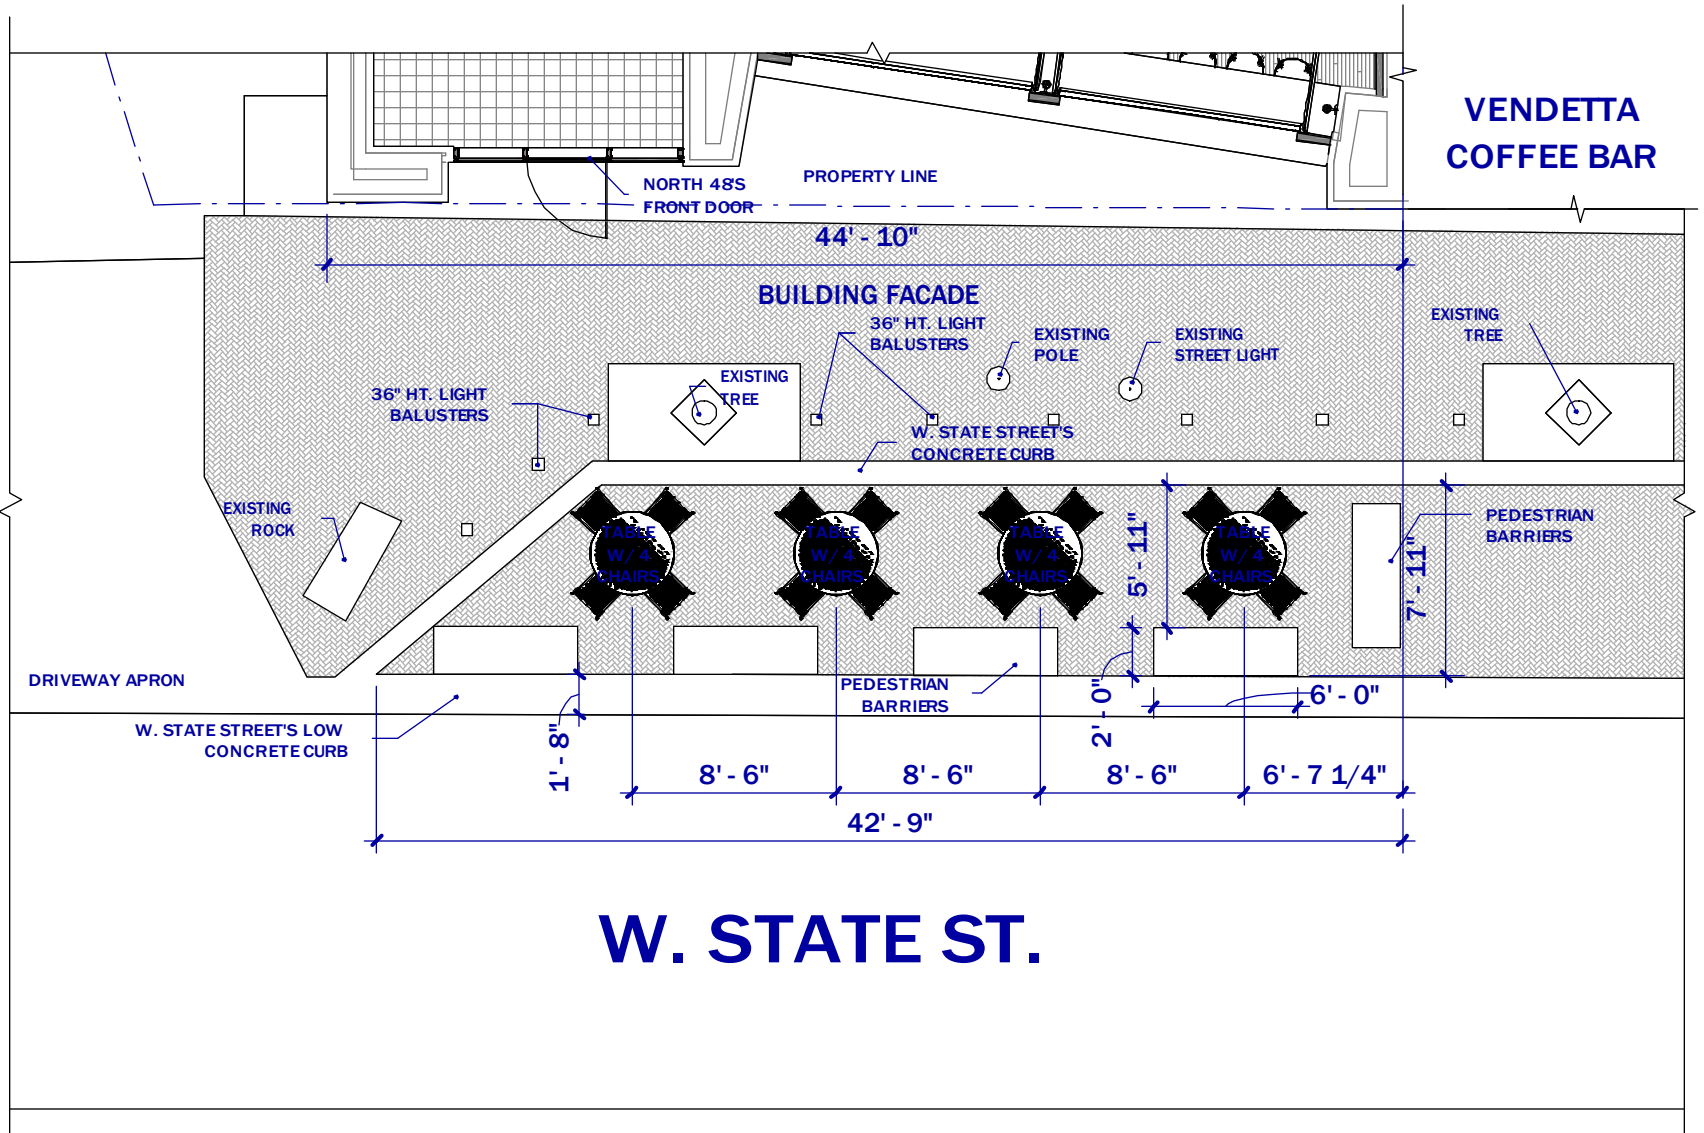 VENDETTA
COFFEE BAR
PROPERTY LINE
NORTH 48'S
FRONT DOOR
44' - 10"
BUILDING FACADE
36" HT. LIGHT
BALUSTERS
EXISTING
POLE
EXISTING
STREET LIGHT
EXISTING
TREE
EXISTING
TREE
36" HT. LIGHT
BALUSTERS
W. STATE STREET'S
CONCRETE CURB
EXISTING
ROCK
TABLE
W/ 4
CHAIRS
TABLE
W/ 4
CHAIRS
TABLE
W/ 4
CHAIRS
TABLE
W/ 4
CHAIRS
5' - 11"
7' - 11"
PEDESTRIAN
BARRIERS
DRIVEWAY APRON
PEDESTRIAN
BARRIERS
2' - 0"
6' - 0"
W. STATE STREET'S LOW
CONCRETE CURB
1' - 8"
8' - 6"
8' - 6"
8' - 6"
6' - 7 1/4"
42' - 9"
W. STATE ST.